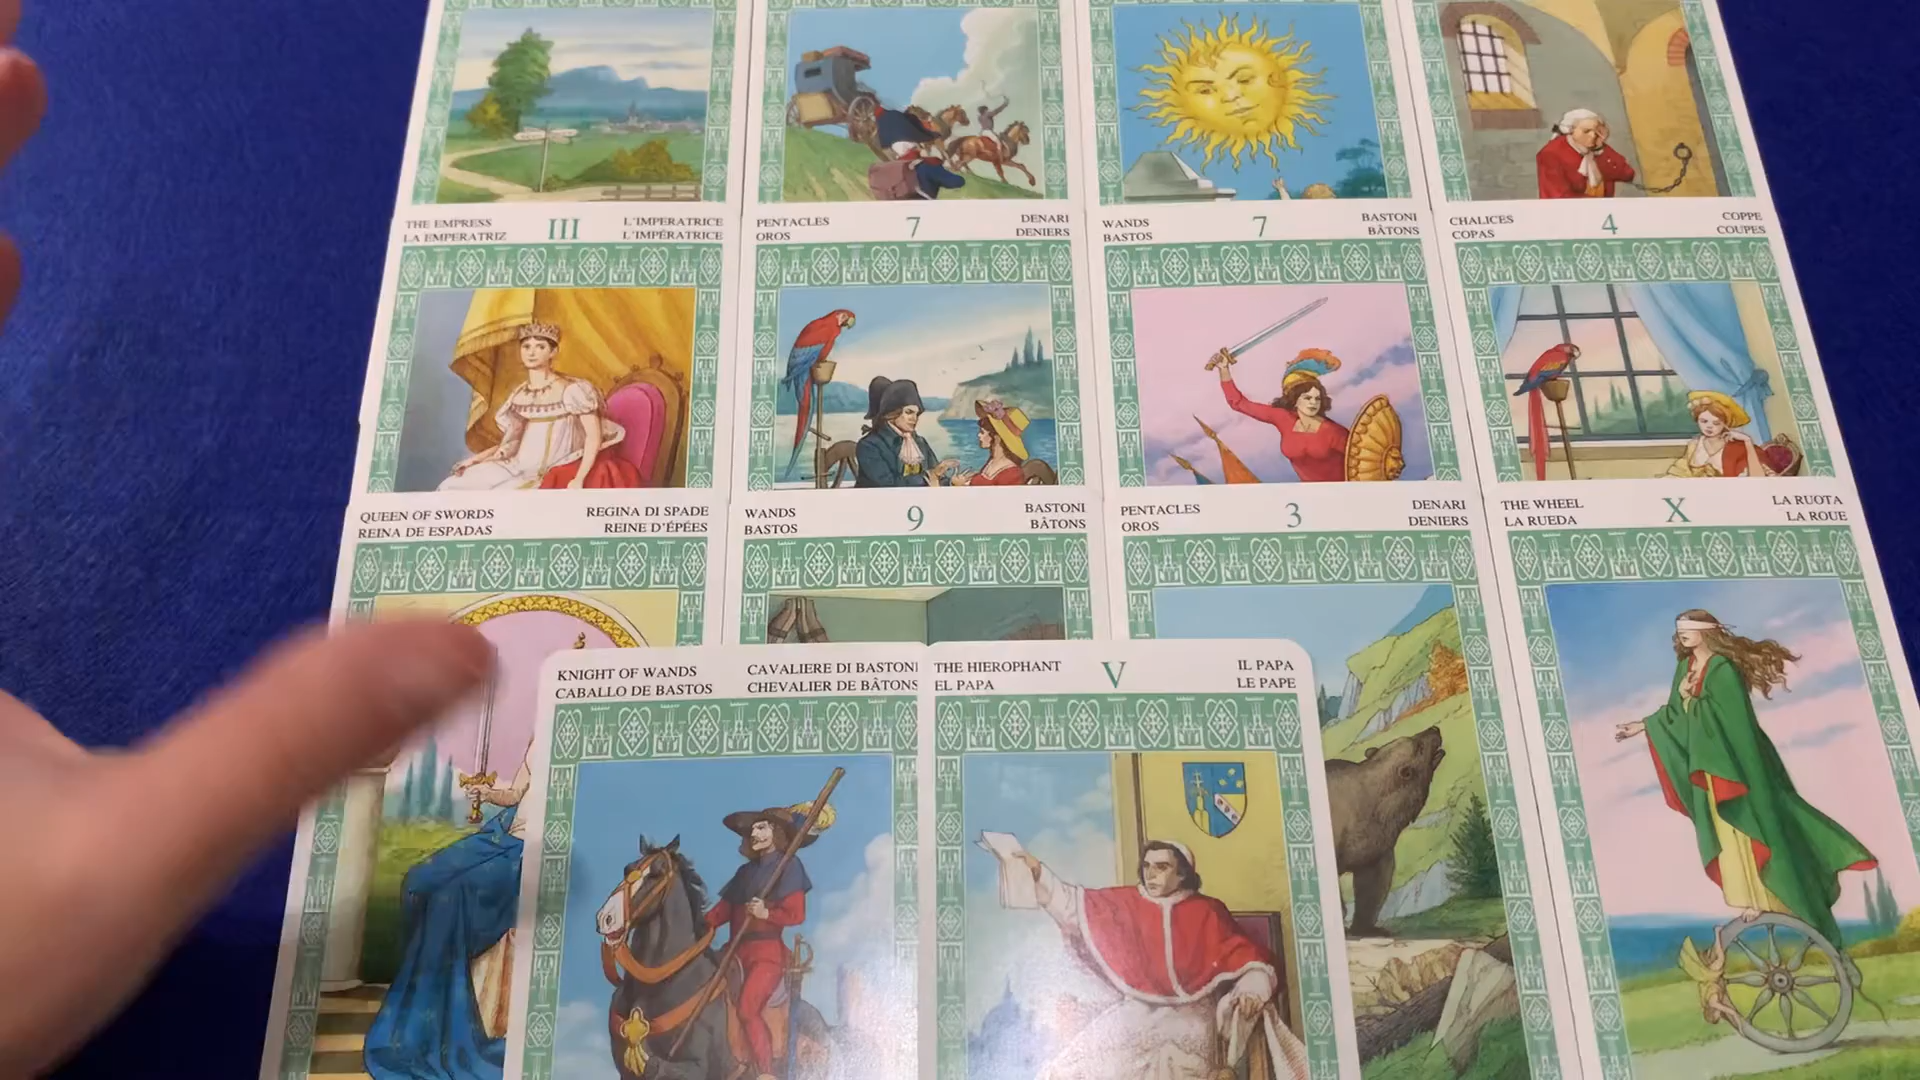 THE EMPRESS III L'IMPERATRICE
LA EMPERATRIZ L'IMPÉRATRICE
PENTACLES 7 DENARI
OROS DENIERS
WANDS 7 BASTONI
BASTOS BÂTONS
CHALICES 4 COPPE
COPAS COUPES
QUEEN OF SWORDS REGINA DI SPADE
REINA DE ESPADAS REINE D'ÉPÉES
WANDS 9 BASTONI
BASTOS BÂTONS
PENTACLES 3 DENARI
OROS DENIERS
THE WHEEL X LA RUOTA
LA RUEDA LA ROUE
KNIGHT OF WANDS CAVALIERE DI BASTONI
CABALLO DE BASTOS CHEVALIER DE BÂTONS
THE HIEROPHANT V IL PAPA
EL PAPA LE PAPE